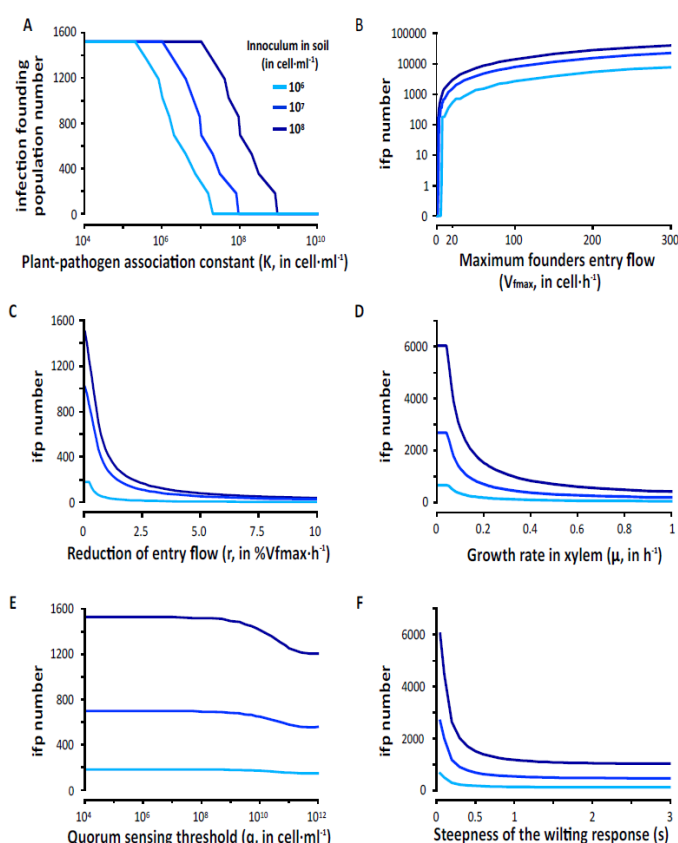 A
1600
1200
800
400
0
10⁴
10⁶
10⁸
10¹⁰
infection founding
population number
Innoculum in soil
(in cell·ml⁻¹)
10⁶
10⁷
10⁸
Plant-pathogen association constant (K, in cell·ml⁻¹)
B
100000
10000
1000
100
10
1
0
0
20
100
200
300
ifp number
Maximum founders entry flow
(Vfmax, in cell·h⁻¹)
C
1600
1200
800
400
0
0
2.5
5.0
7.5
10
ifp number
Reduction of entry flow (r, in %Vfmax·h⁻¹)
D
6000
4000
2000
0
0
0.2
0.4
0.6
0.8
1
ifp number
Growth rate in xylem (μ, in h⁻¹)
E
1600
1200
800
400
0
10⁴
10⁶
10⁸
10¹⁰
10¹²
ifp number
Quorum sensing threshold (q, in cell·ml⁻¹)
F
6000
4000
2000
0
0
0.5
1
2
3
ifp number
Steepness of the wilting response (s)